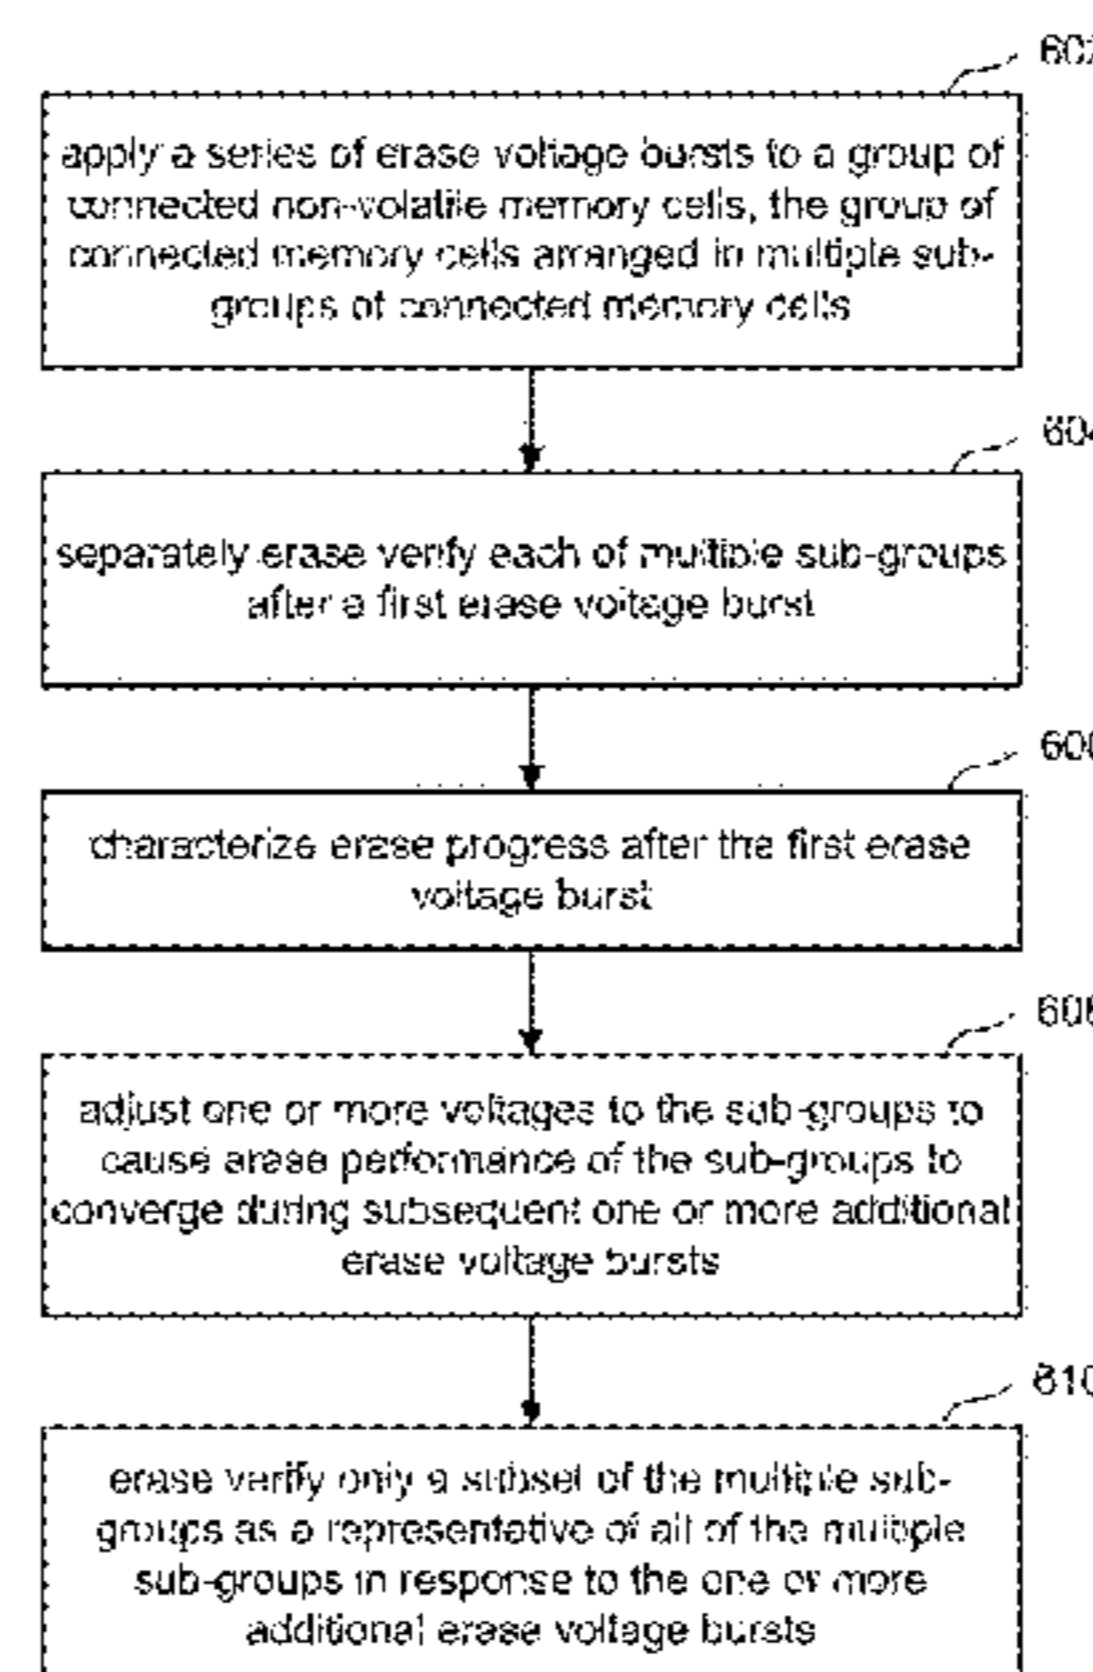 apply a series of erase voltage bursts to a group of
connected non-volatile memory cells, the group of
connected memory cells arranged in multiple sub-
groups of connected memory cells
604
separately erase verify each of multiple sub-groups
after a first erase voltage burst
characterize erase progress after the first erase
voltage burst
adjust one or more voltages to the sub-groups to
cause erase performance of the sub-groups to
converge during subsequent one or more additional
erase voltage bursts
610
erase verify only a subset of the multiple sub-
groups as a representative of all of the multiple
sub-groups in response to the one or more
additional erase voltage bursts